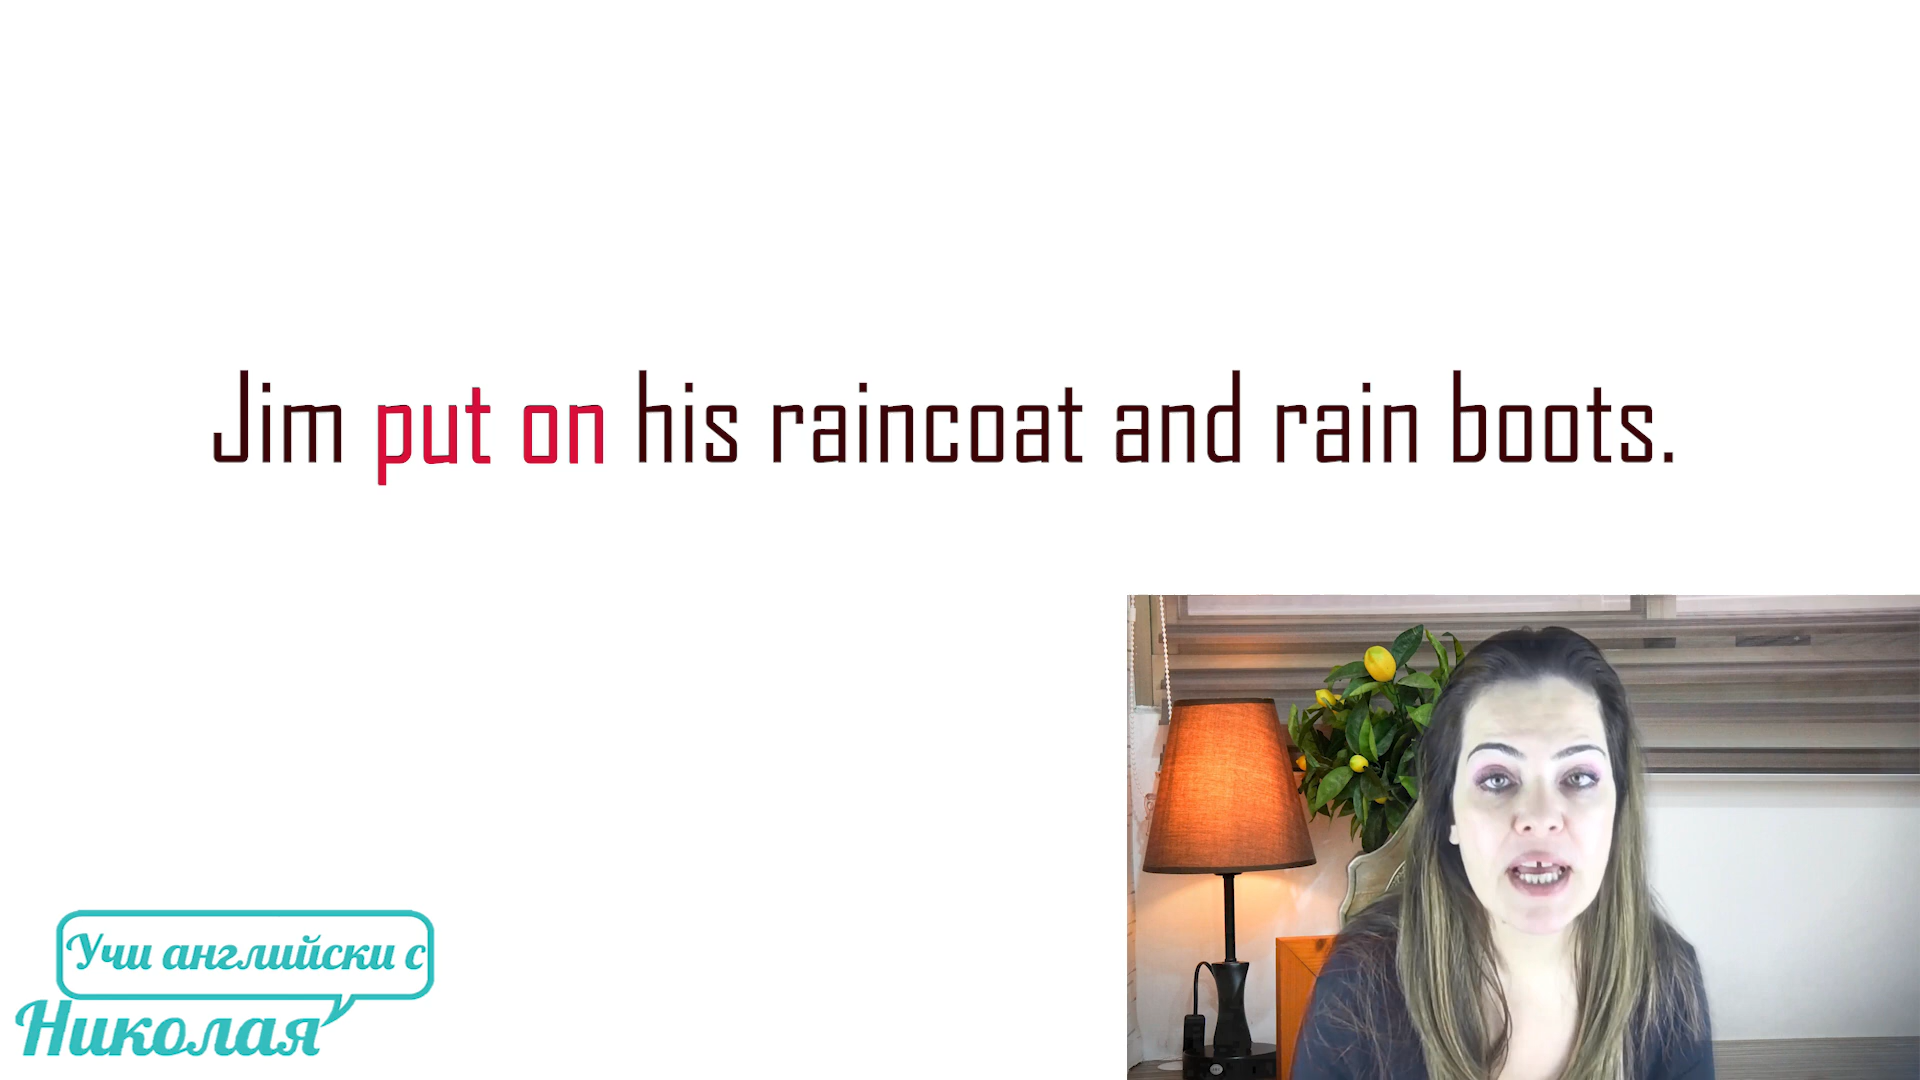 Jim put on his raincoat and rain boots.
Учи английски с
Николая